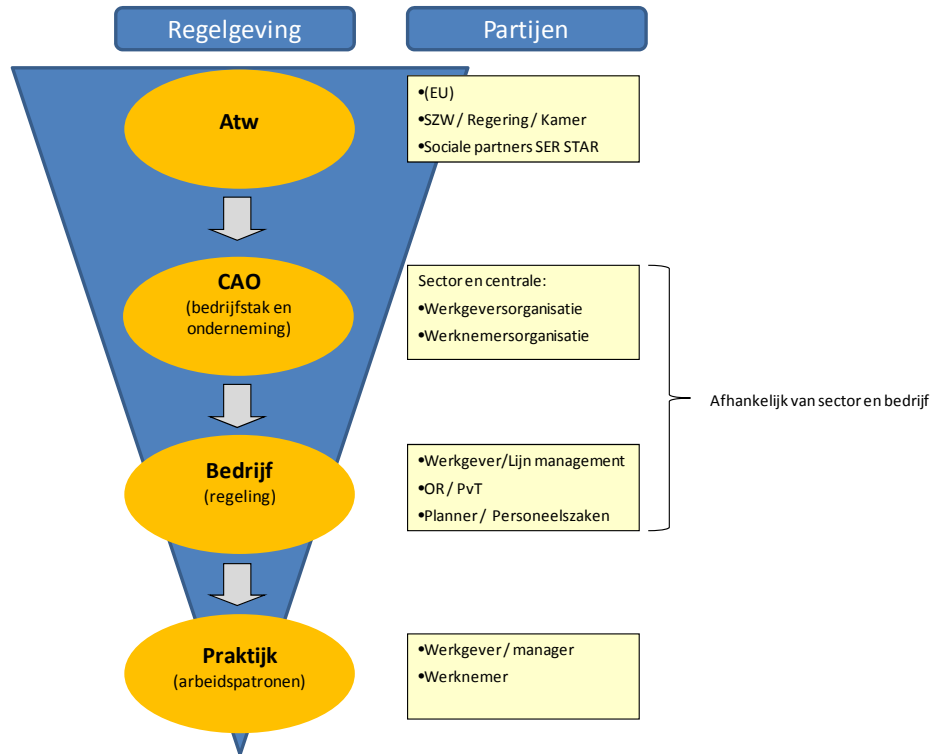 Regelgeving
Partijen
Atw
•(EU)
•SZW / Regering / Kamer
•Sociale partners SER STAR
CAO
(bedrijfstak en
onderneming)
Sector en centrale:
•Werkgeversorganisatie
•Werknemersorganisatie
Afhankelijk van sector en bedrijf
Bedrijf
(regeling)
•Werkgever/Lijn management
•OR / PvT
•Planner / Personeelszaken
Praktijk
(arbeidspatronen)
•Werkgever / manager
•Werknemer